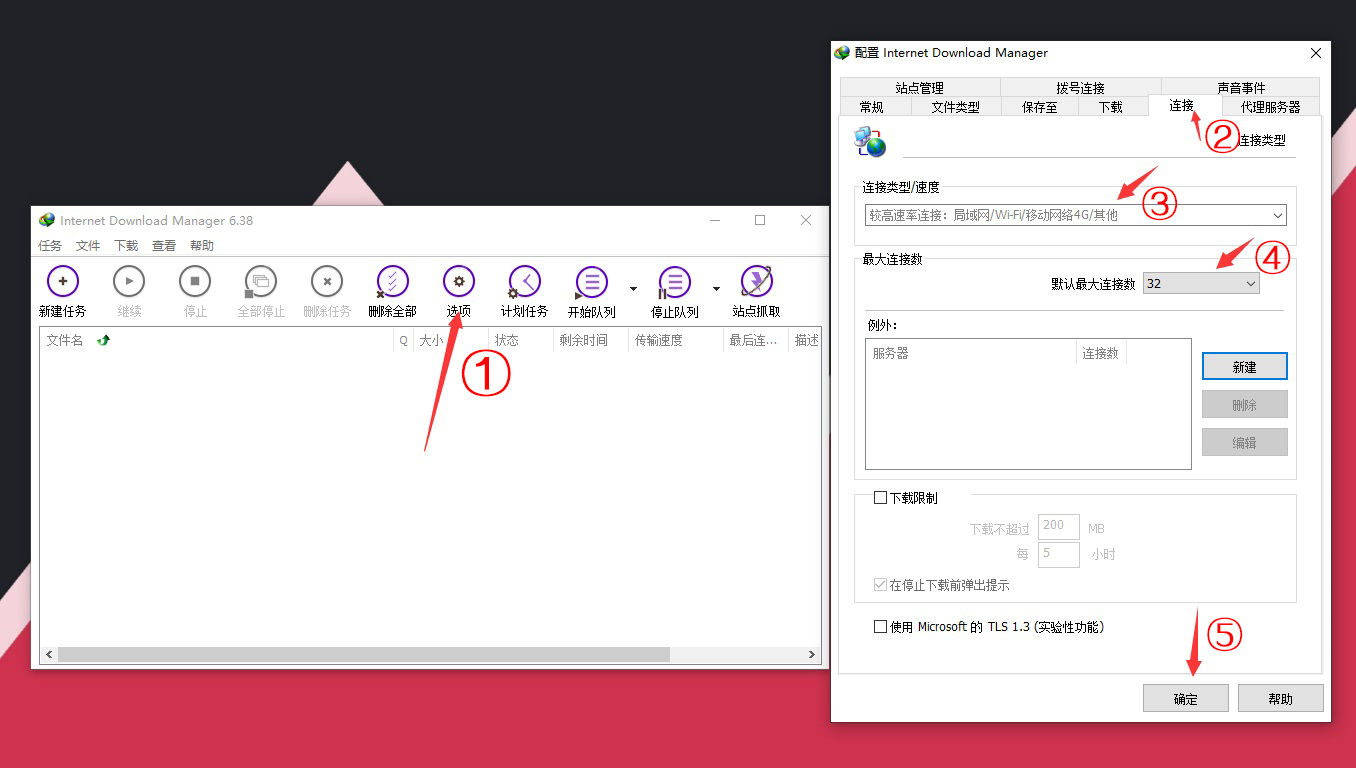 Internet Download Manager 6.38
任务 文件 下载 查看 帮助
新建任务 继续 停止 全部停止 删除任务 删除全部 选项 计划任务 开始队列 停止队列 站点抓取
文件名 Q 大小 状态 剩余时间 传输速度 最后连... 描述
①
配置 Internet Download Manager
站点管理 拨号连接 声音事件
常规 文件类型 保存至 下载 连接 代理服务器
② 连接类型
连接类型/速度
③
较高速率连接：局域网/Wi-Fi/移动网络4G/其他
最大连接数
④
默认最大连接数 32
例外：
服务器 连接数
新建
删除
编辑
下载限制
下载不超过 200 MB
每 5 小时
在停止下载前弹出提示
使用 Microsoft 的 TLS 1.3 (实验性功能)
⑤
确定 帮助